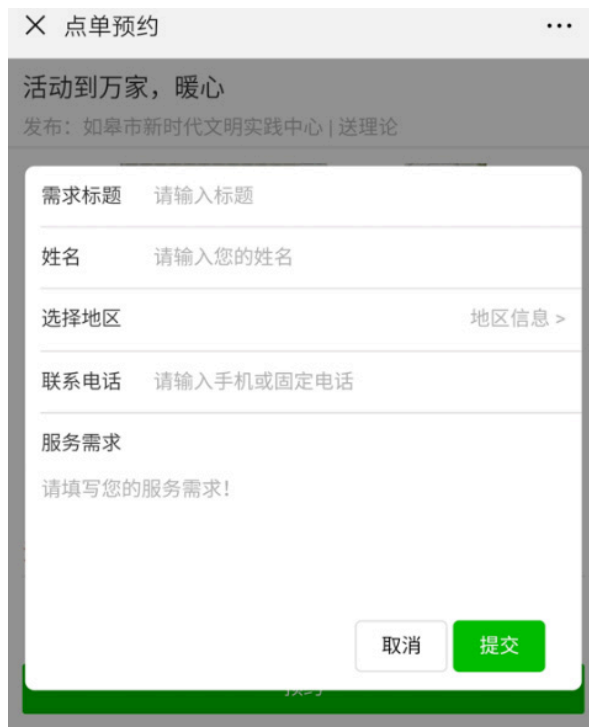 点单预约
活动到万家，暖心
发布：如皋市新时代文明实践中心 | 送理论
需求标题 请输入标题
姓名 请输入您的姓名
选择地区 地区信息 >
联系电话 请输入手机或固定电话
服务需求
请填写您的服务需求！
取消 提交